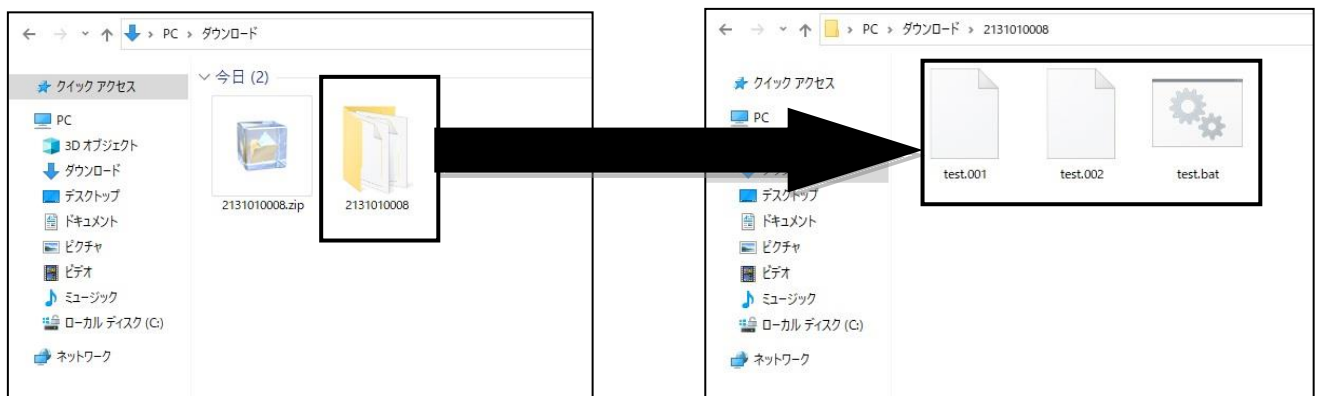 PC › ダウンロード
クイック アクセス
PC
3D オブジェクト
ダウンロード
デスクトップ
ドキュメント
ピクチャ
ビデオ
ミュージック
ローカル ディスク (C:)
ネットワーク
今日 (2)
2131010008.zip
2131010008
PC › ダウンロード › 2131010008
クイック アクセス
PC
デスクトップ
ドキュメント
ピクチャ
ビデオ
ミュージック
ローカル ディスク (C:)
ネットワーク
test.001
test.002
test.bat